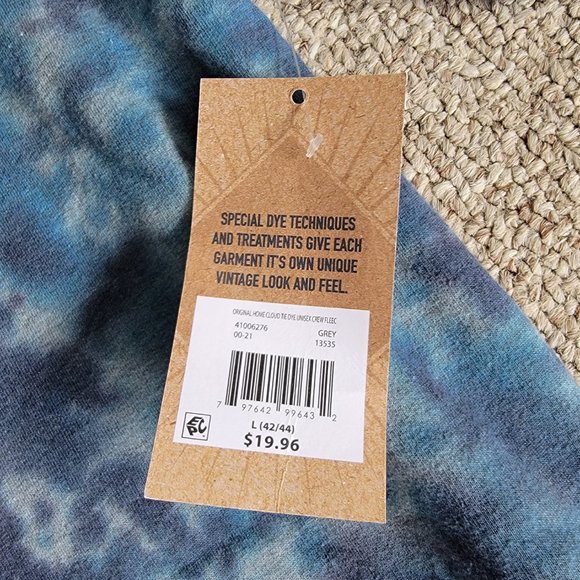 SPECIAL DYE TECHNIQUES
AND TREATMENTS GIVE EACH
GARMENT IT'S OWN UNIQUE
VINTAGE LOOK AND FEEL.
ORIGINAL HOME CLOUD TIE DYE UNISEX CREW FLEEC
41006276 GREY
00-21 13535
7 97642 99643 2
L (42/44)
$19.96